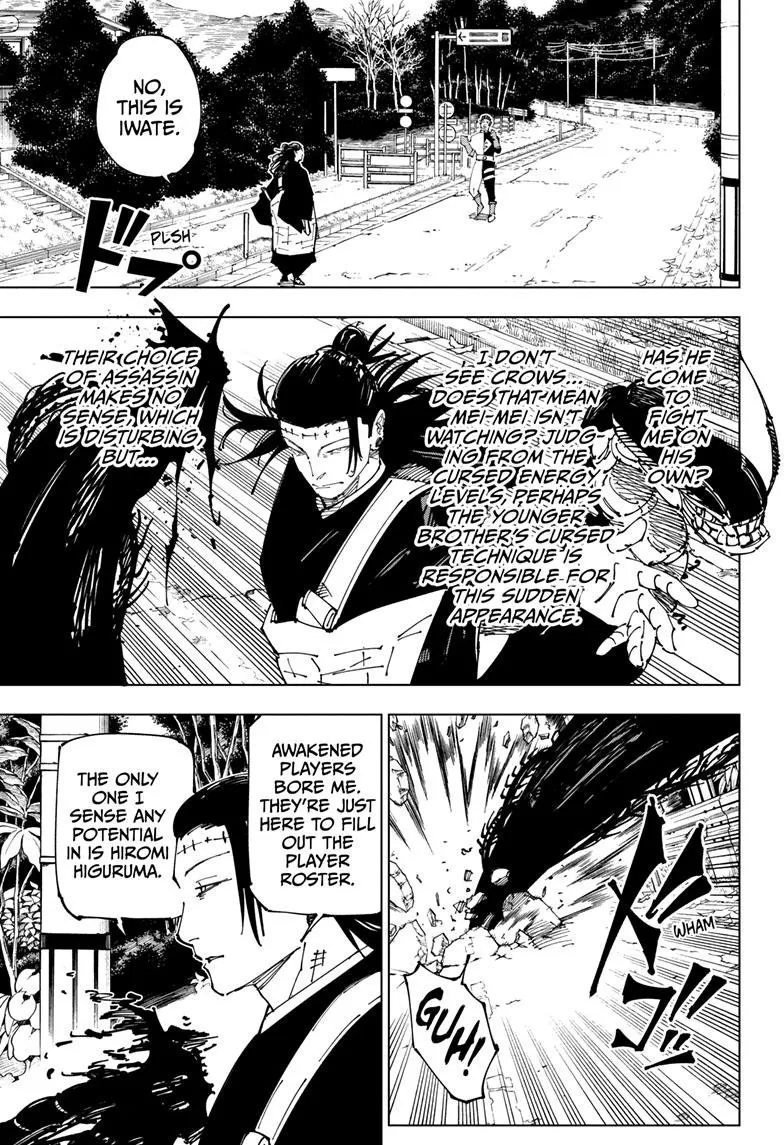 NO,
THIS IS
IWATE.
ドプ
PLSH
HAS HE
COME
TO
FIGHT
ME ON
HIS
OWN?
I DON'T
SEE CROWS...
DOES THAT MEAN
MEI-MEI ISN'T
WATCHING? JUDG-
ING FROM THE
CURSED ENERGY
LEVELS, PERHAPS
THE YOUNGER
BROTHER'S CURSED
TECHNIQUE IS
RESPONSIBLE FOR
THIS SUDDEN
APPEARANCE.
THEIR CHOICE
OF ASSASSIN
MAKES NO
SENSE, WHICH
IS DISTURBING,
BUT...
ドゴッ
WHAM
GUH!
AWAKENED
PLAYERS
BORE ME.
THEY'RE JUST
HERE TO FILL
OUT THE
PLAYER
ROSTER.
THE ONLY
ONE I
SENSE ANY
POTENTIAL
IN IS HIROMI
HIGURUMA.